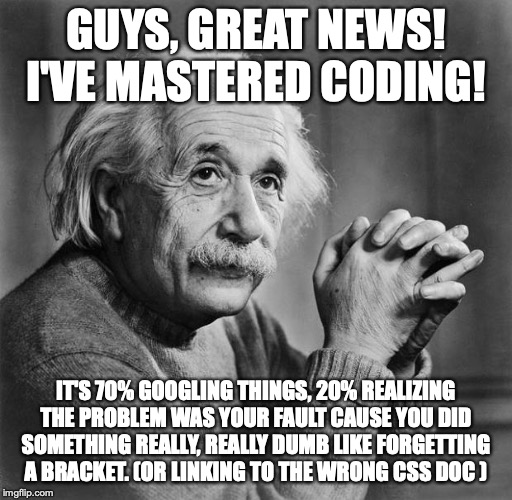 GUYS, GREAT NEWS!
I'VE MASTERED CODING!
IT'S 70% GOOGLING THINGS, 20% REALIZING
THE PROBLEM WAS YOUR FAULT CAUSE YOU DID
SOMETHING REALLY, REALLY DUMB LIKE FORGETTING
A BRACKET. (OR LINKING TO THE WRONG CSS DOC )
imgflip.com